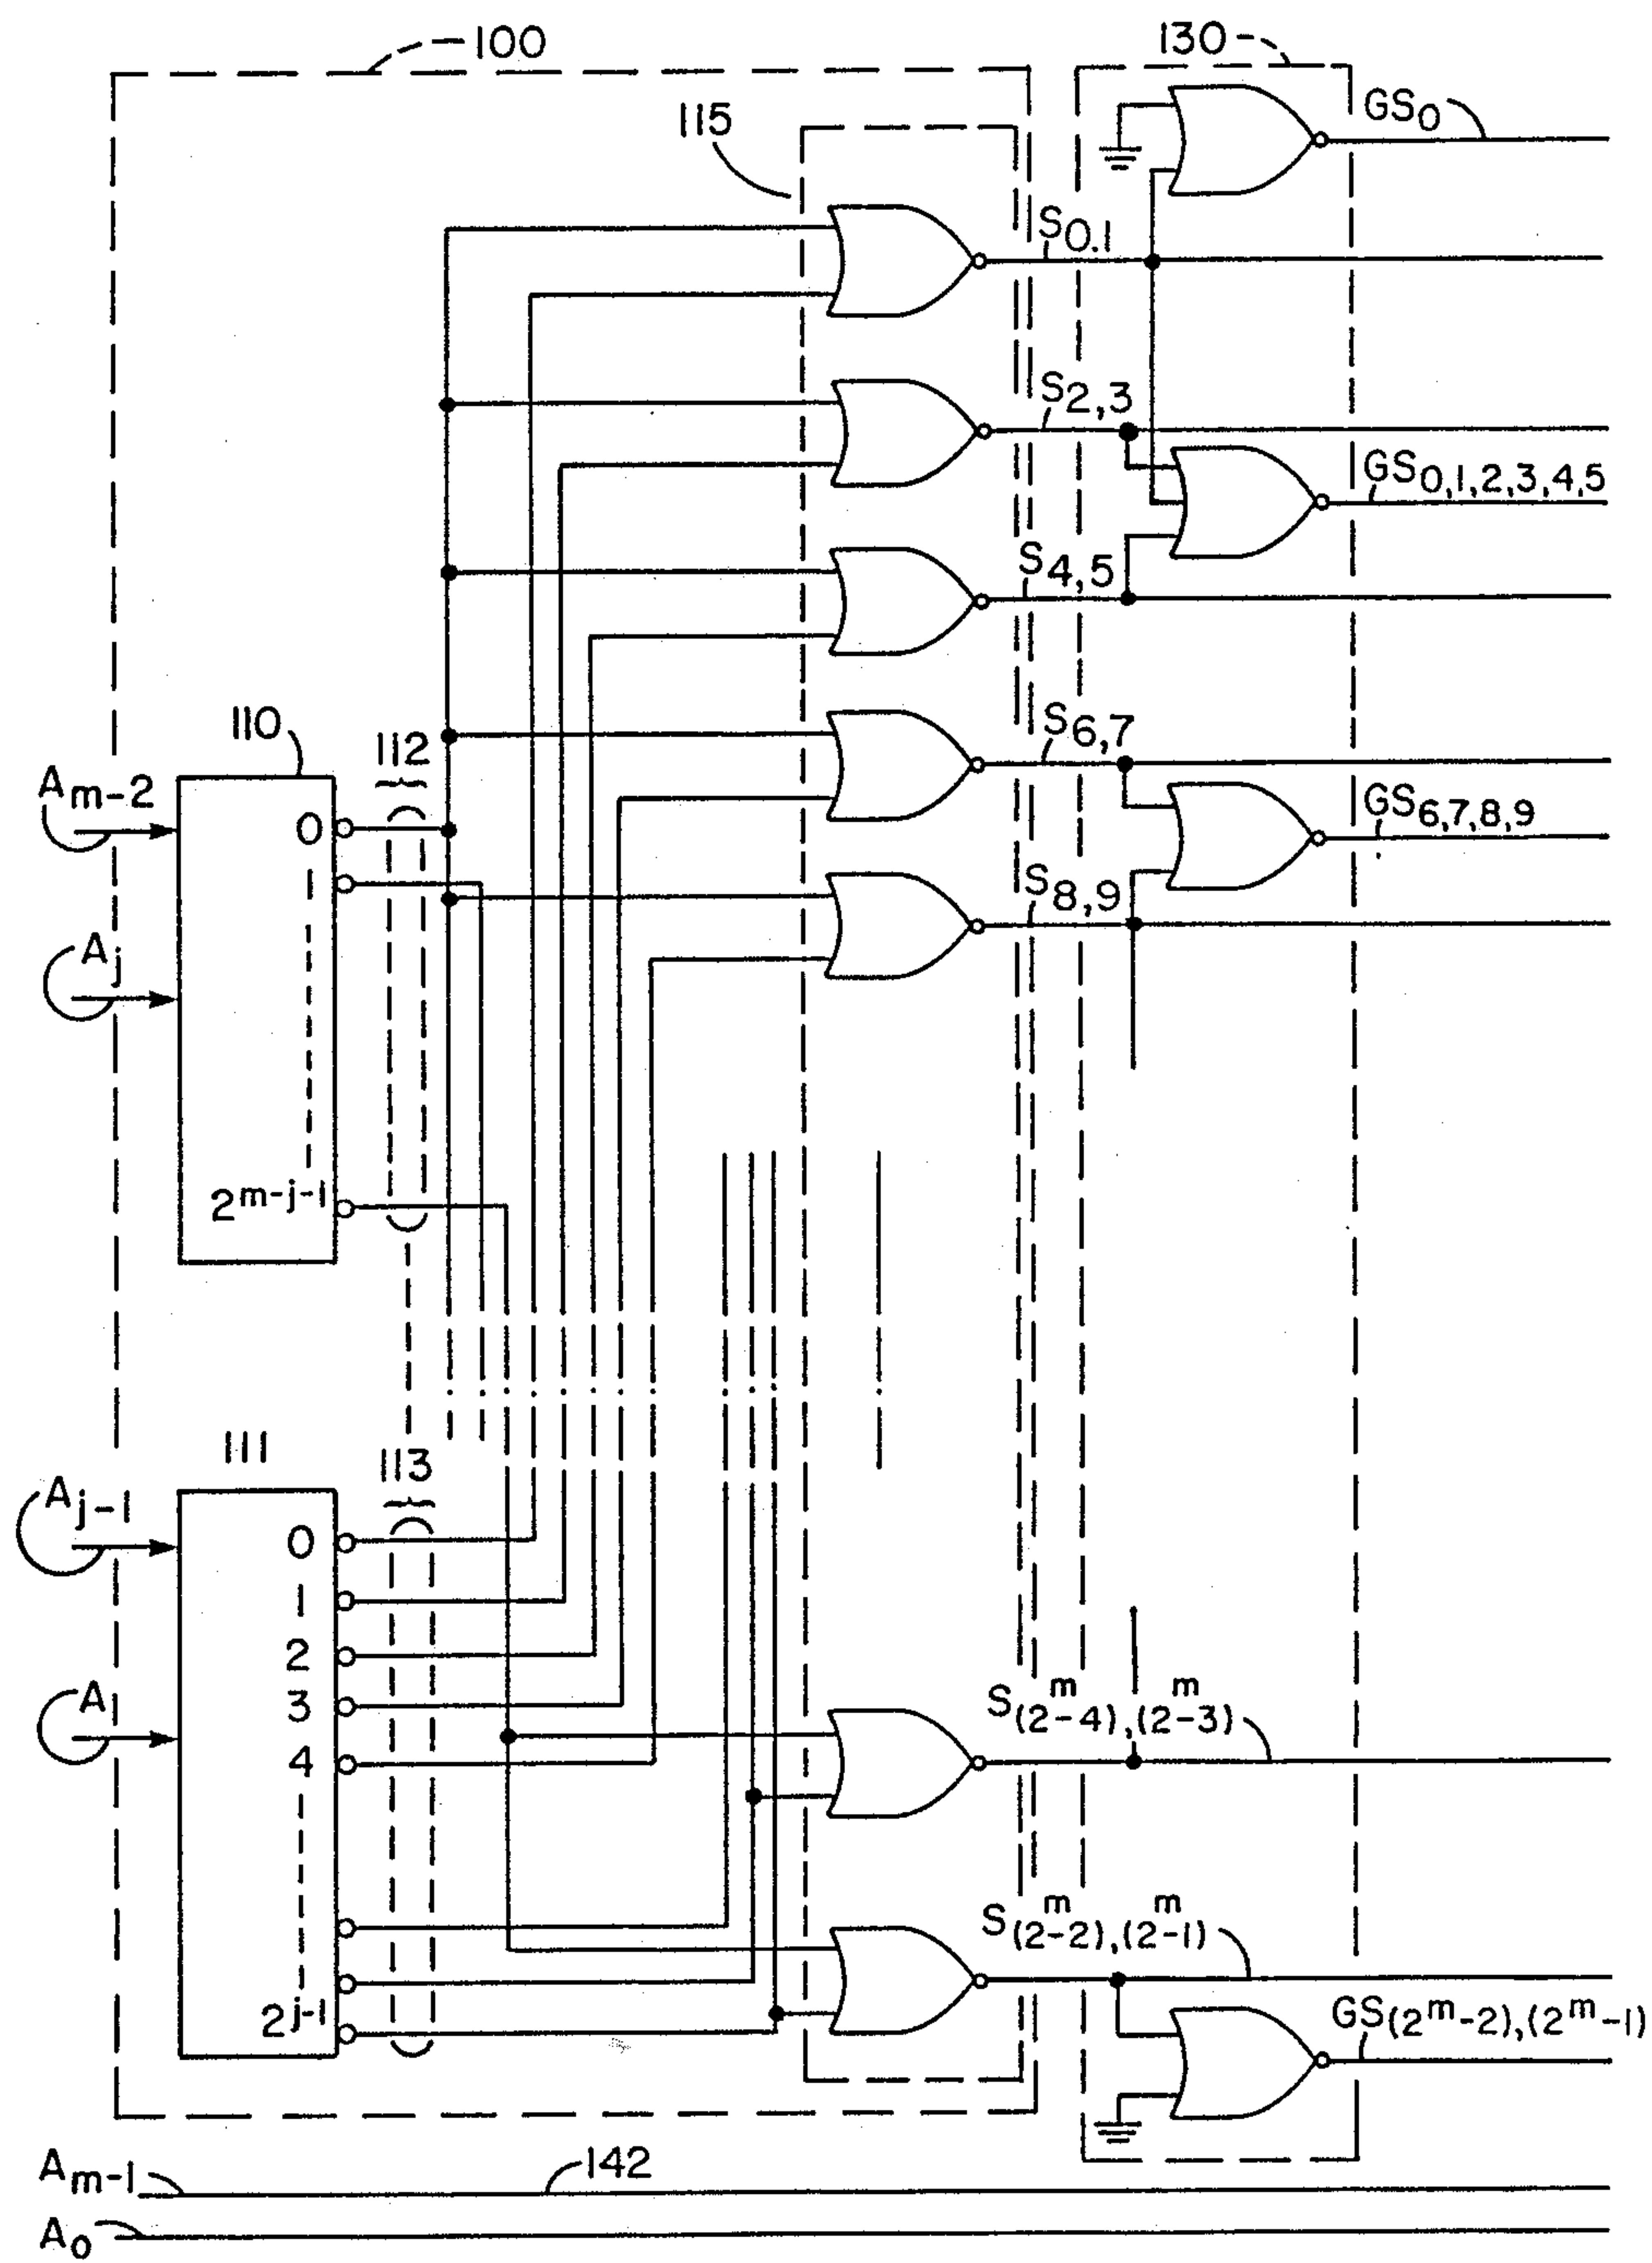 100
130
115
GS0
S0.1
S2,3
GS0,1,2,3,4,5
S4,5
S6,7
110
112
Am-2
0
GS6,7,8,9
1
S8,9
Aj
2m-j-1
111
113
Aj-1
0
1
2
3
A1
4
S(2m-4),(2m-3)
S(2m-2),(2m-1)
2j-1
GS(2m-2),(2m-1)
Am-1
142
A0